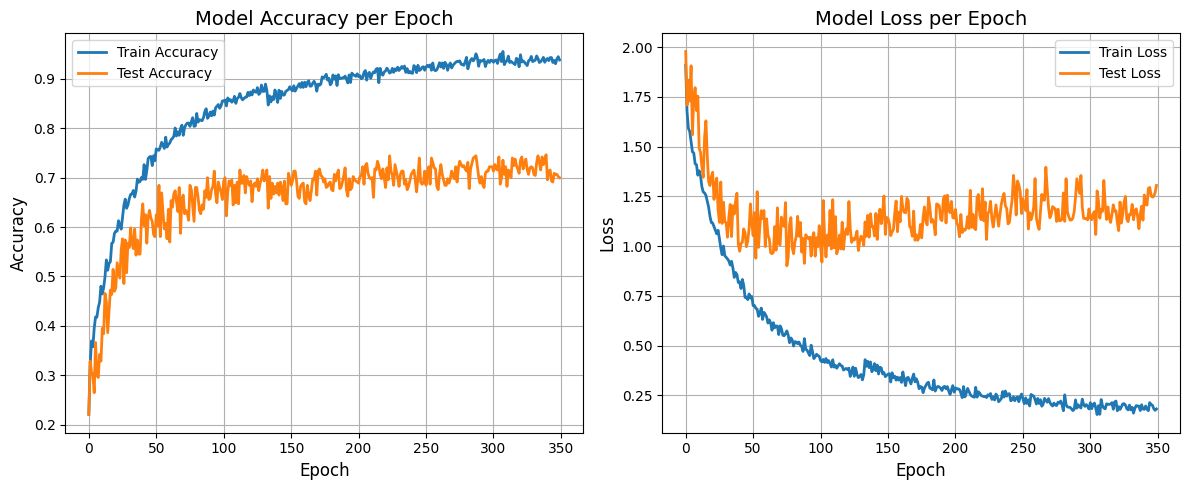 Model Accuracy per Epoch
Train Accuracy
Test Accuracy
Accuracy
0.9
0.8
0.7
0.6
0.5
0.4
0.3
0.2
0 50 100 150 200 250 300 350
Epoch
Model Loss per Epoch
Train Loss
Test Loss
Loss
2.00
1.75
1.50
1.25
1.00
0.75
0.50
0.25
0 50 100 150 200 250 300 350
Epoch